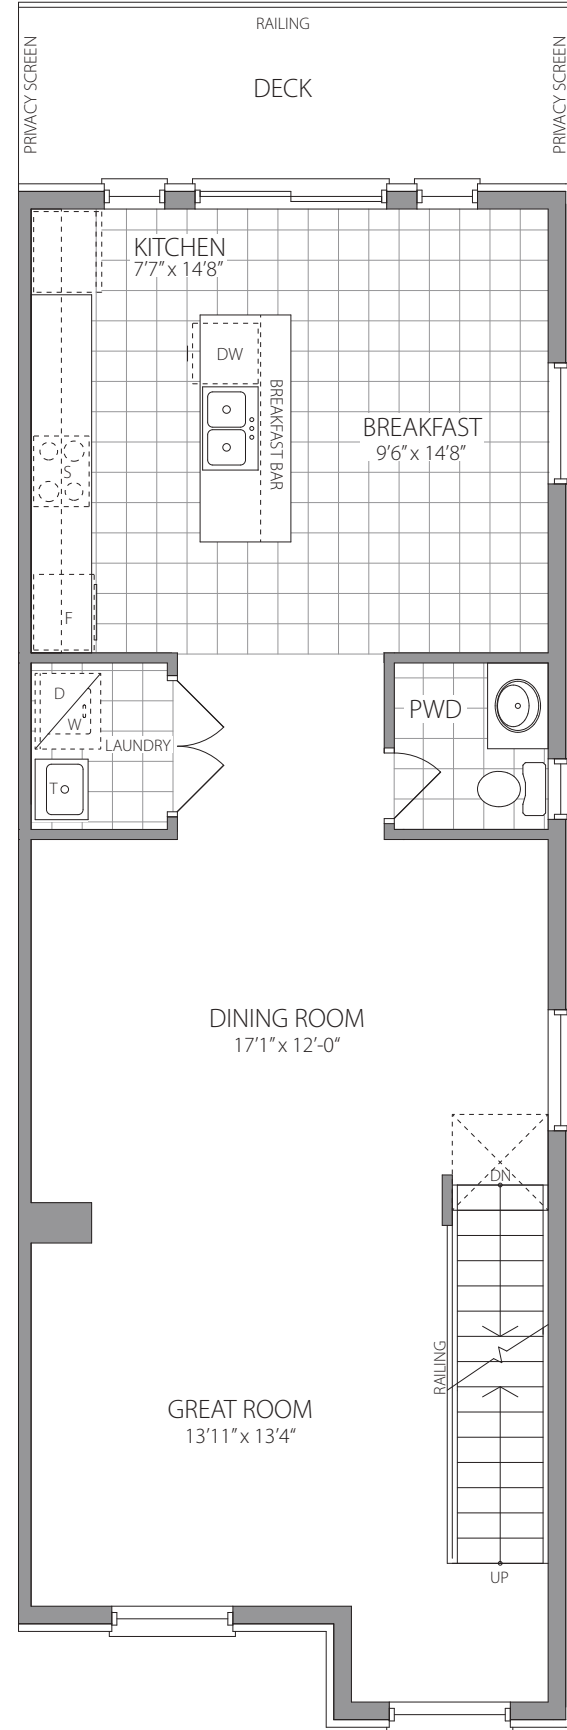 RAILING
PRIVACY SCREEN
PRIVACY SCREEN
DECK
KITCHEN
7'7" x 14'8"
DW
BREAKFAST BAR
BREAKFAST
9'6" x 14'8"
S
F
D
W
LAUNDRY
T
PWD
DINING ROOM
17'1" x 12'-0"
DN
RAILING
GREAT ROOM
13'11" x 13'4"
UP